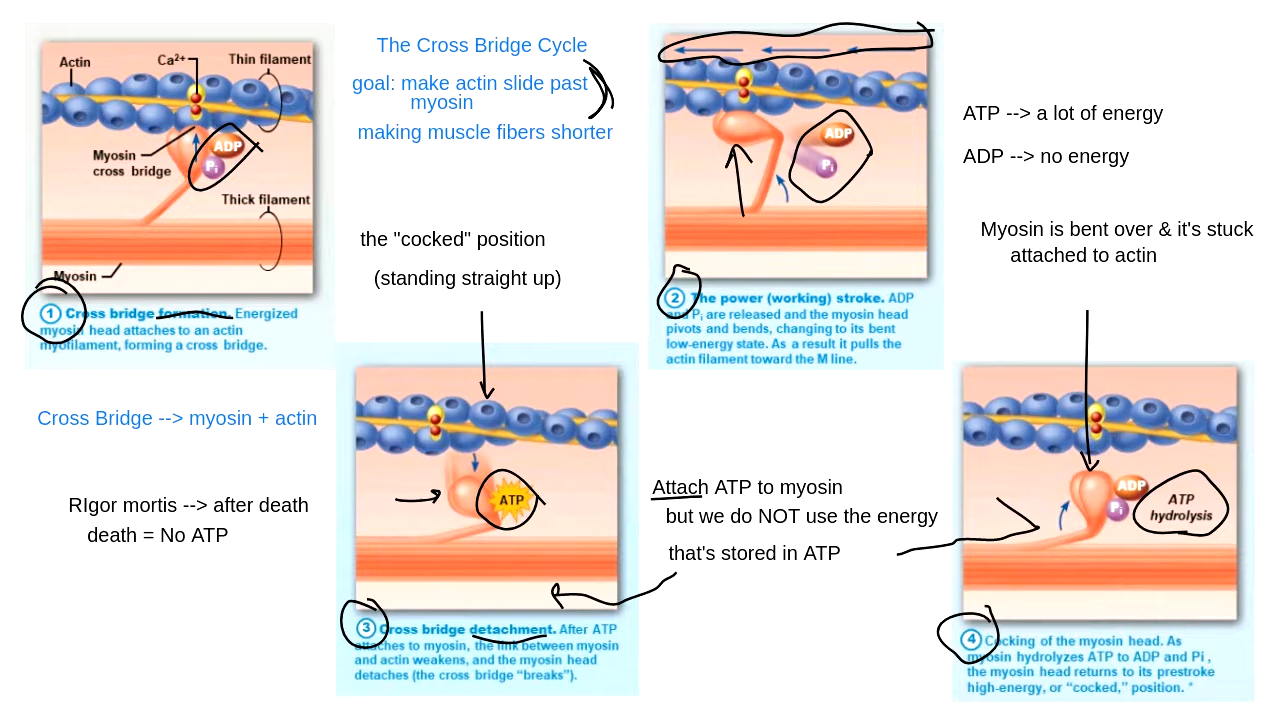 Actin
Ca2+
Thin filament
ADP
Pi
Myosin
cross bridge
Thick filament
Myosin
1 Cross bridge formation. Energized
myosin head attaches to an actin
myofilament, forming a cross bridge.
The Cross Bridge Cycle
goal: make actin slide past
myosin
making muscle fibers shorter
ADP
Pi
2 The power (working) stroke. ADP
and Pi are released and the myosin head
pivots and bends, changing to its bent
low-energy state. As a result it pulls the
actin filament toward the M line.
ATP --> a lot of energy
ADP --> no energy
the "cocked" position
(standing straight up)
Myosin is bent over & it's stuck
attached to actin
Cross Bridge --> myosin + actin
RIgor mortis --> after death
death = No ATP
ATP
3 Cross bridge detachment. After ATP
attaches to myosin, the link between myosin
and actin weakens, and the myosin head
detaches (the cross bridge “breaks”).
Attach ATP to myosin
but we do NOT use the energy
that's stored in ATP
ADP
Pi
ATP
hydrolysis
4 Cocking of the myosin head. As
myosin hydrolyzes ATP to ADP and Pi ,
the myosin head returns to its prestroke
high-energy, or “cocked,” position. *